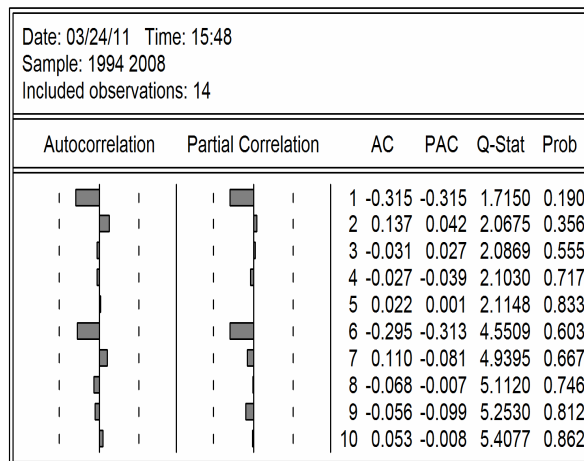 Date: 03/24/11 Time: 15:48
Sample: 1994 2008
Included observations: 14
Autocorrelation Partial Correlation AC PAC Q-Stat Prob
1 -0.315 -0.315 1.7150 0.190
2 0.137 0.042 2.0675 0.356
3 -0.031 0.027 2.0869 0.555
4 -0.027 -0.039 2.1030 0.717
5 0.022 0.001 2.1148 0.833
6 -0.295 -0.313 4.5509 0.603
7 0.110 -0.081 4.9395 0.667
8 -0.068 -0.007 5.1120 0.746
9 -0.056 -0.099 5.2530 0.812
10 0.053 -0.008 5.4077 0.862